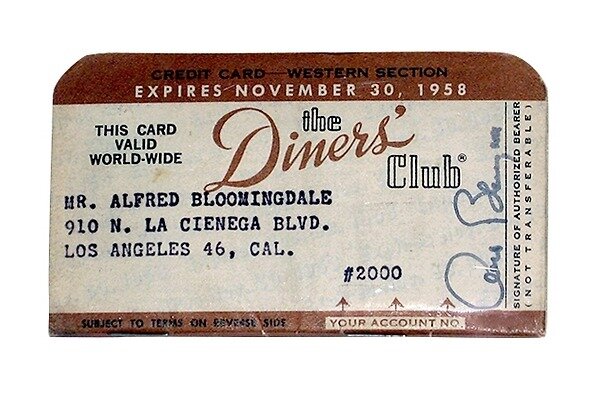 CREDIT CARD—WESTERN SECTION
EXPIRES NOVEMBER 30, 1958
THIS CARD
VALID
WORLD-WIDE
the
Diners'
Club®
MR. ALFRED BLOOMINGDALE
910 N. LA CIENEGA BLVD.
LOS ANGELES 46, CAL.
#2000
SUBJECT TO TERMS ON REVERSE SIDE
YOUR ACCOUNT NO.
SIGNATURE OF AUTHORIZED BEARER
(NOT TRANSFERABLE)